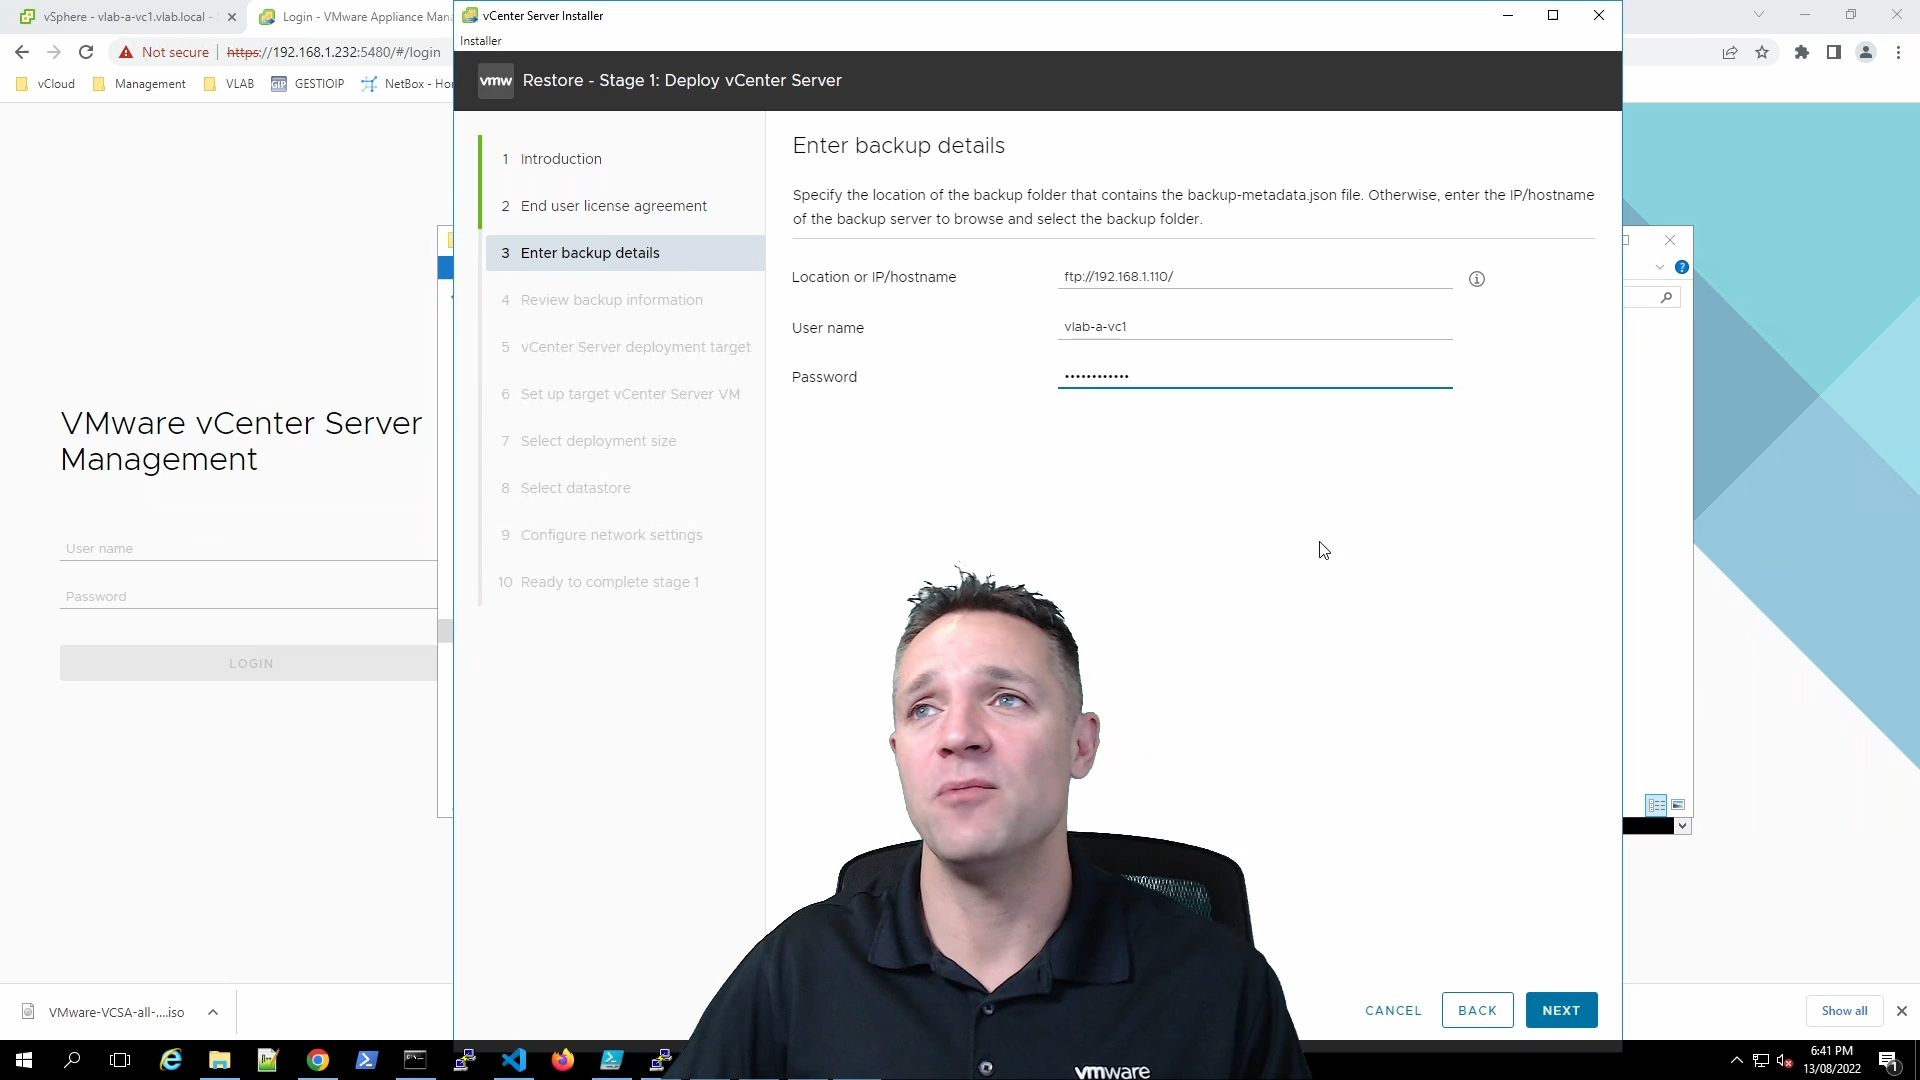 vSphere - vlab-a-vc1.vlab.local -
Login - VMware Appliance Man
vCenter Server Installer
Installer
Not secure
https://192.168.1.232:5480/#/login
vCloud
Management
VLAB
GIP
GESTIOIP
NetBox - Ho
vmw
Restore - Stage 1: Deploy vCenter Server
1 Introduction
2 End user license agreement
3 Enter backup details
4 Review backup information
5 vCenter Server deployment target
6 Set up target vCenter Server VM
7 Select deployment size
8 Select datastore
9 Configure network settings
10 Ready to complete stage 1
Enter backup details
Specify the location of the backup folder that contains the backup-metadata.json file. Otherwise, enter the IP/hostname
of the backup server to browse and select the backup folder.
Location or IP/hostname
ftp://192.168.1.110/
User name
vlab-a-vc1
Password
••••••••••••
VMware vCenter Server
Management
User name
Password
LOGIN
CANCEL
BACK
NEXT
VMware-VCSA-all-....iso
Show all
vmware
6:41 PM
13/08/2022
1